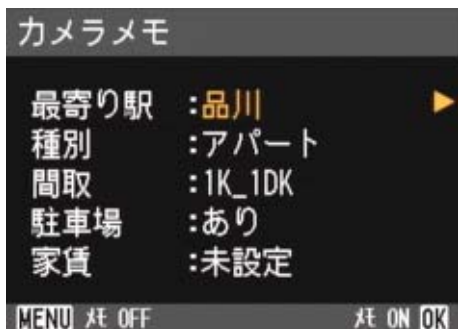 カメラメモ
最寄り駅 :品川
種別 :アパート
間取 :1K_1DK
駐車場 :あり
家賃 :未設定
MENU ﾒﾓ OFF ﾒﾓ ON OK